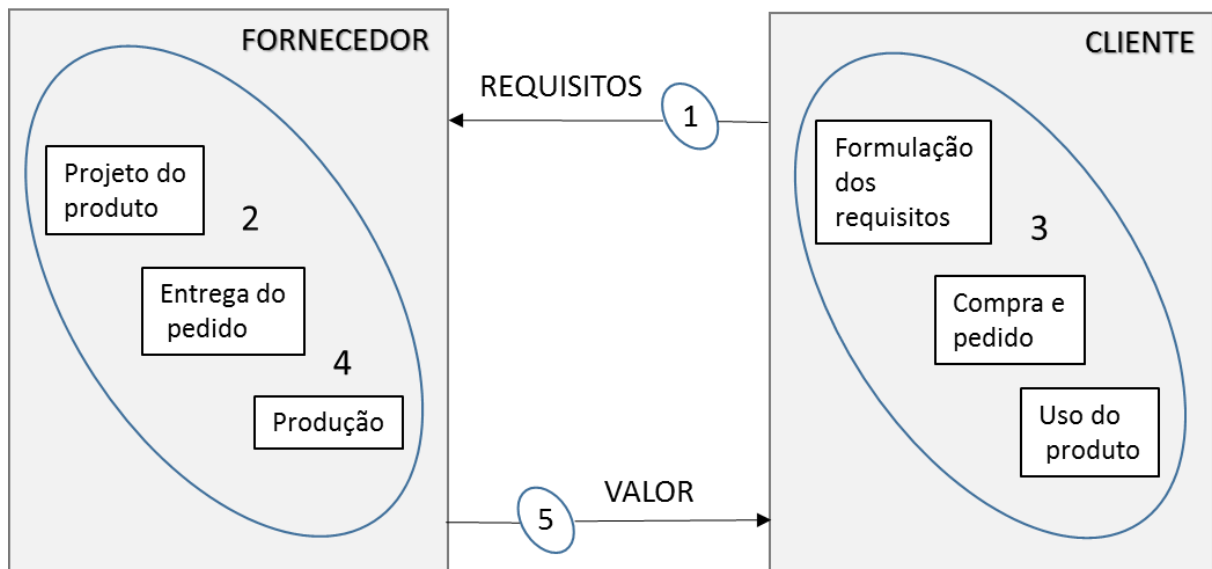 FORNECEDOR
Projeto do
produto
2
Entrega do
pedido
4
Produção
REQUISITOS
1
5
VALOR
CLIENTE
Formulação
dos
requisitos
3
Compra e
pedido
Uso do
produto